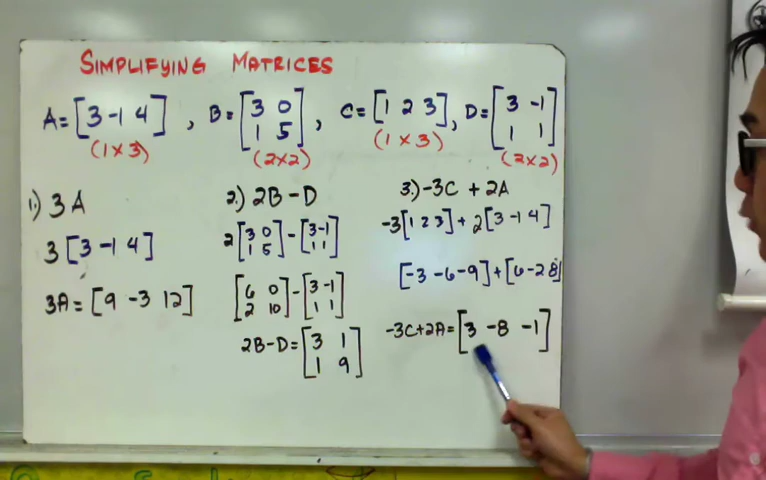 SIMPLIFYING MATRICES
A = [3 -1 4] , B = [3 0 1 5] , C = [1 2 3] , D = [3 -1 1 1]
(1 x 3) (2x2) (1 x 3) (2x2)
1.) 3A
3 [3 -1 4]
3A = [9 -3 12]
2.) 2B - D
2 [3 0 1 5] - [3 -1 1 1]
[6 0 2 10] - [3 -1 1 1]
2B - D = [3 1 1 9]
3.) -3C + 2A
-3 [1 2 3] + 2 [3 -1 4]
[-3 -6 -9] + [6 -2 8]
-3C + 2A = [3 -8 -1]